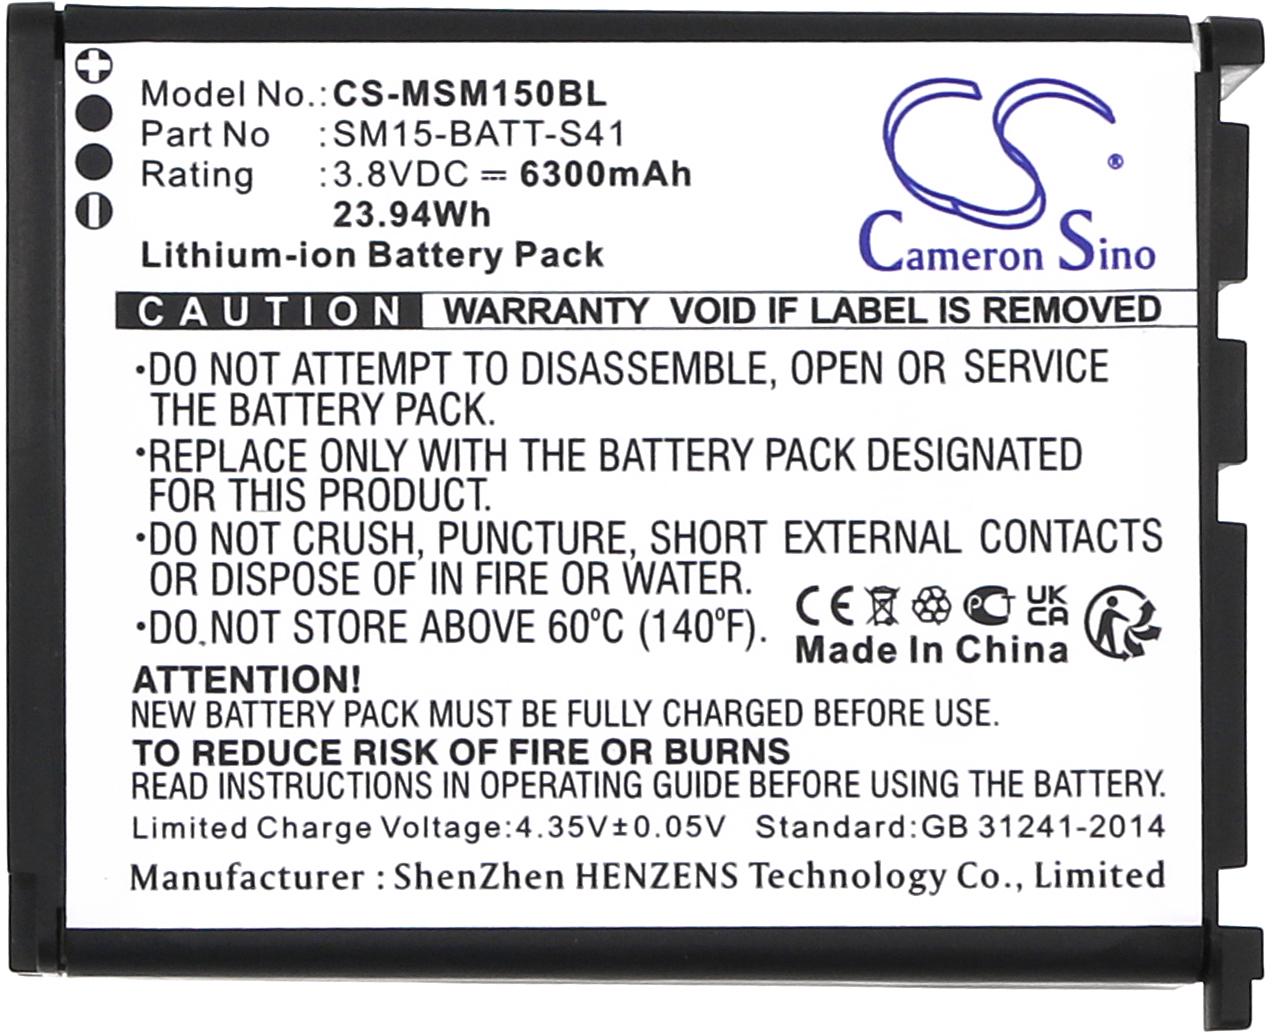 Model No.: CS-MSM150BL
Part No : SM15-BATT-S41
Rating : 3.8VDC ⎓ 6300mAh
23.94Wh
Lithium-ion Battery Pack
CS ®
Cameron Sino
CAUTION WARRANTY VOID IF LABEL IS REMOVED
•DO NOT ATTEMPT TO DISASSEMBLE, OPEN OR SERVICE
THE BATTERY PACK.
•REPLACE ONLY WITH THE BATTERY PACK DESIGNATED
FOR THIS PRODUCT.
•DO NOT CRUSH, PUNCTURE, SHORT EXTERNAL CONTACTS
OR DISPOSE OF IN FIRE OR WATER.
•DO NOT STORE ABOVE 60°C (140°F).
CE PCT UK
CA
Made In China
ATTENTION!
NEW BATTERY PACK MUST BE FULLY CHARGED BEFORE USE.
TO REDUCE RISK OF FIRE OR BURNS
READ INSTRUCTIONS IN OPERATING GUIDE BEFORE USING THE BATTERY.
Limited Charge Voltage:4.35V±0.05V Standard:GB 31241-2014
Manufacturer : ShenZhen HENZENS Technology Co., Limited